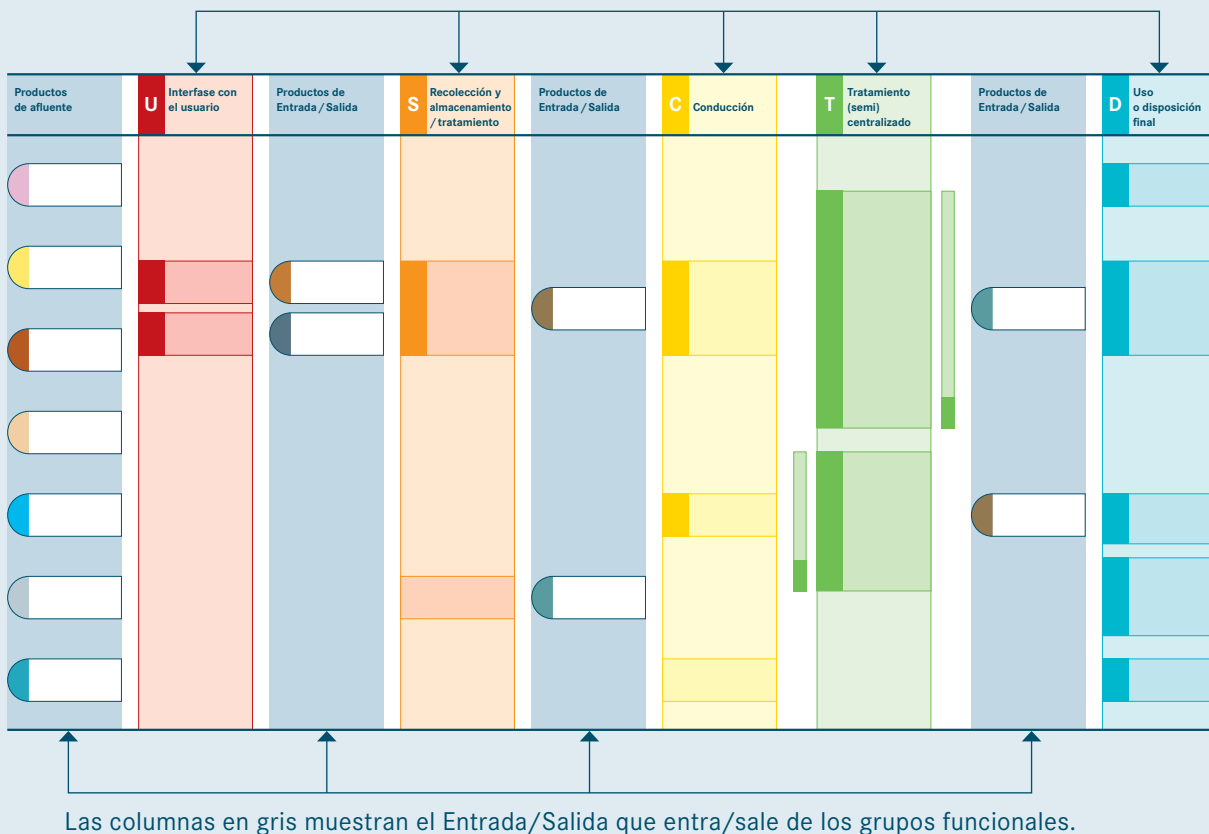 Productos
de afluente
U
Interfase con
el usuario
Productos de
Entrada / Salida
S
Recolección y
almacenamiento
/ tratamiento
Productos de
Entrada / Salida
C
Conducción
T
Tratamiento
(semi)
centralizado
Productos de
Entrada / Salida
D
Uso
o disposición
final
Las columnas en gris muestran el Entrada/Salida que entra/sale de los grupos funcionales.